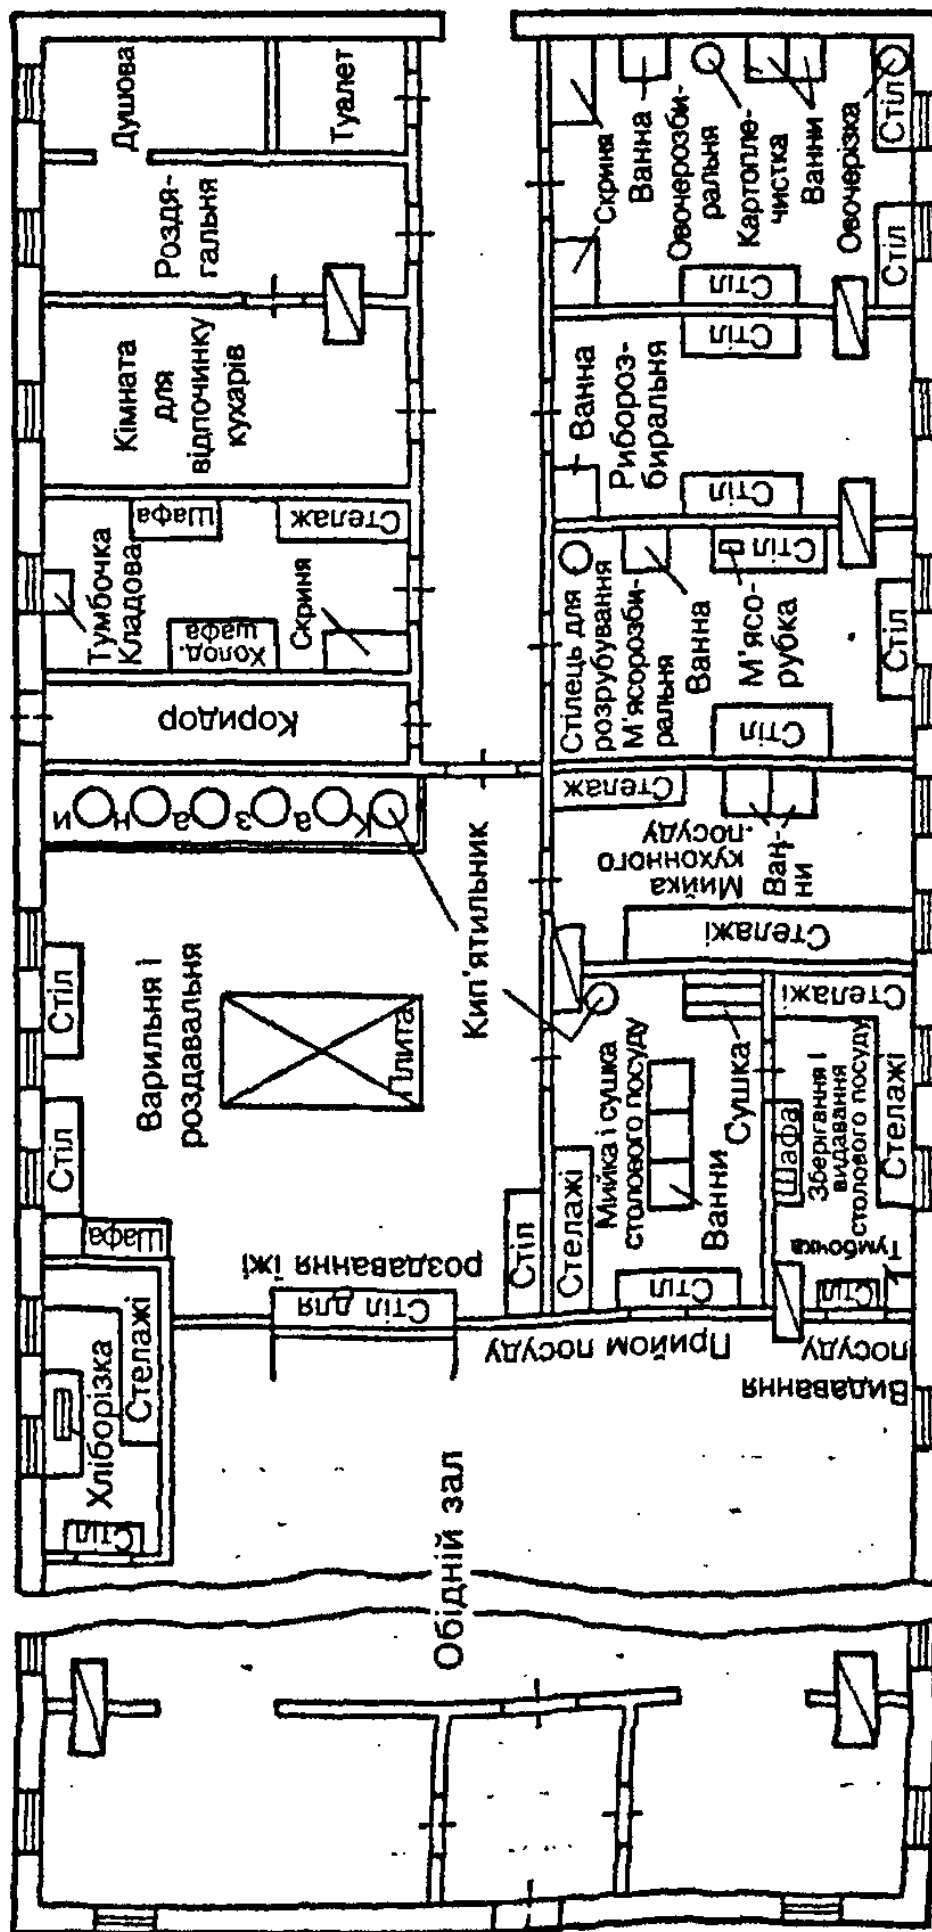 Душова
Туалет
Роздя-
гальня
Кімната
для
відпочинку
кухарів
Шафа
Стелаж
Тумбочка
Кладова
Холод.
шафа
Скриня
Коридор
К а з а н и
Варильня і
роздавальня
Стіл
Стіл
Плита
Кип'ятильник
Шафа
Стіл для
роздавання їжі
Стіл
Хліборізка
Стелажі
Стіл
Обідній зал
Скриня
Ванна
Овочерозби-
ральня
Картопле-
чистка
Ванни
Овочерізка
Стіл
Стіл
Стіл
Стіл
Ванна
Рибороз-
биральня
Стіл
Стілець для
розрубування
М'ясорозби-
ральня
Ванна
Стіл
М'ясо-
рубка
Стіл
Стіл
Стелаж
Мийка
кухонного
посуду
Ван-
ни
Стелажі
Стелажі
Мийка і сушка
столового посуду
Ванни
Сушка
Стіл
Прийом посуду
Стелажі
Шафа
Зберігання і
видавання
столового посуду
Стелажі
Тумбочка
Стіл
Видавання
посуду